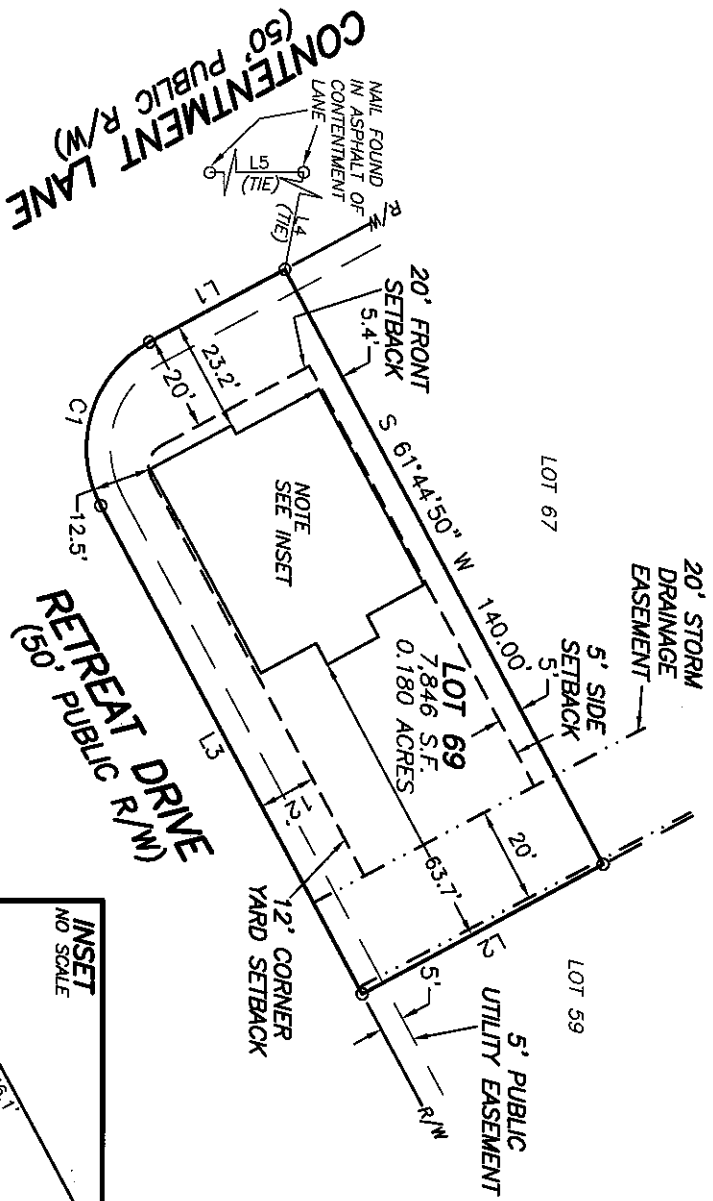 CONTENTMENT LANE
(50' PUBLIC R/W)
NAIL FOUND
IN ASPHALT OF
CONTENTMENT
LANE
L5
(TIE)
L4
(TIE)
R/W
L1
20' FRONT
SETBACK
5.4'
23.2'
20'
C1
12.5'
S 61°44'50" W 140.00'
LOT 67
NOTE
SEE INSET
20' STORM
DRAINAGE
EASEMENT
5' SIDE
SETBACK
5'
LOT 69
7,846 S.F.
0.180 ACRES
RETREAT DRIVE
(50' PUBLIC R/W)
L3
12'
63.7'
20'
L2
LOT 59
12' CORNER
YARD SETBACK
5'
5' PUBLIC
UTILITY EASEMENT
R/W
INSET
NO SCALE